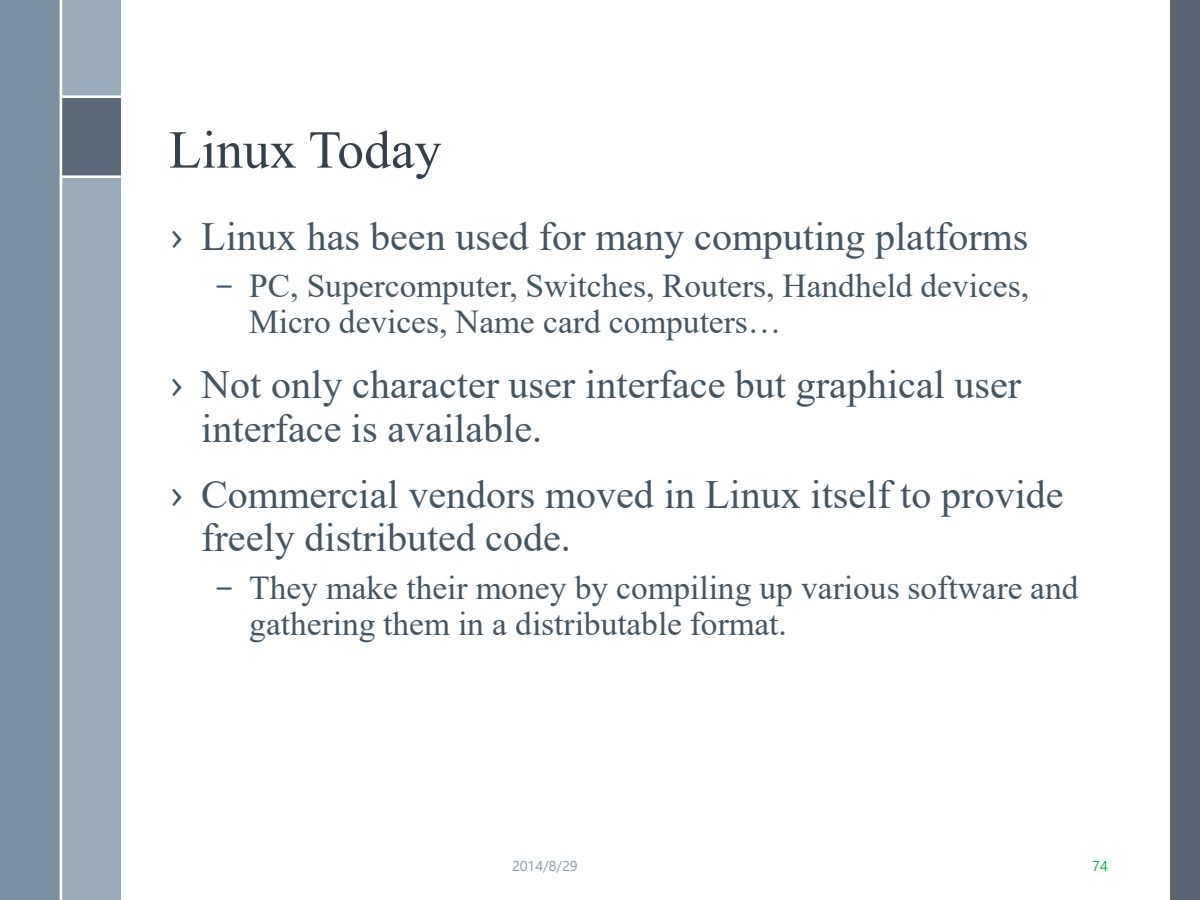 Linux Today
› Linux has been used for many computing platforms
– PC, Supercomputer, Switches, Routers, Handheld devices,
Micro devices, Name card computers…
› Not only character user interface but graphical user
interface is available.
› Commercial vendors moved in Linux itself to provide
freely distributed code.
– They make their money by compiling up various software and
gathering them in a distributable format.
2014/8/29
74